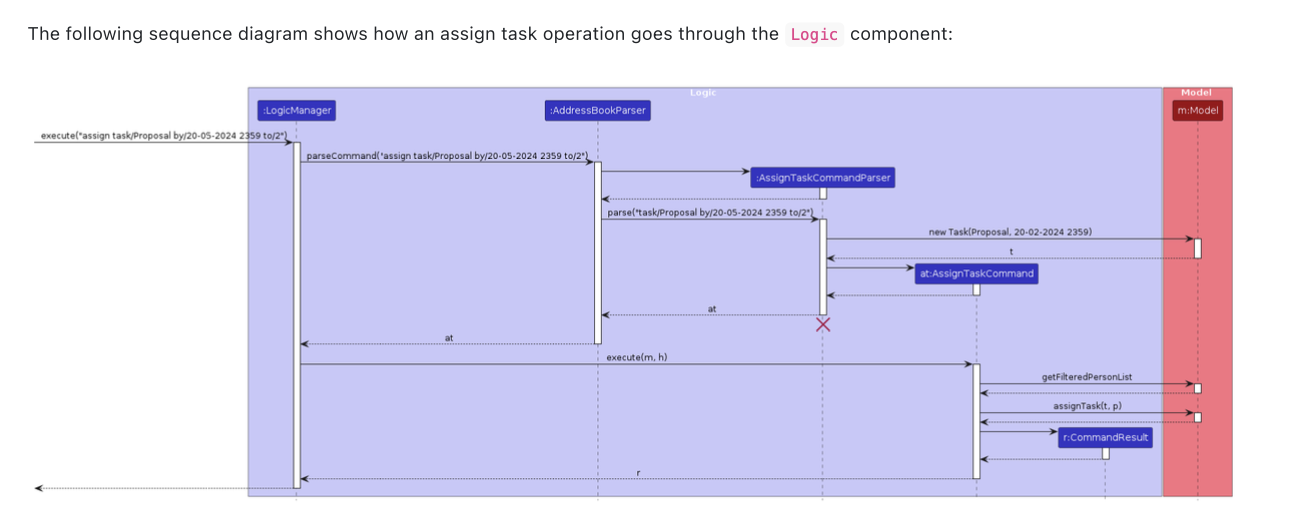 The following sequence diagram shows how an assign task operation goes through the Logic component:
Logic
Model
:LogicManager
:AddressBookParser
m:Model
execute("assign task/Proposal by/20-05-2024 2359 to/2")
parseCommand("assign task/Proposal by/20-05-2024 2359 to/2")
:AssignTaskCommandParser
parse("task/Proposal by/20-05-2024 2359 to/2")
new Task(Proposal, 20-02-2024 2359)
t
at:AssignTaskCommand
at
at
execute(m, h)
getFilteredPersonList
assignTask(t, p)
r:CommandResult
r